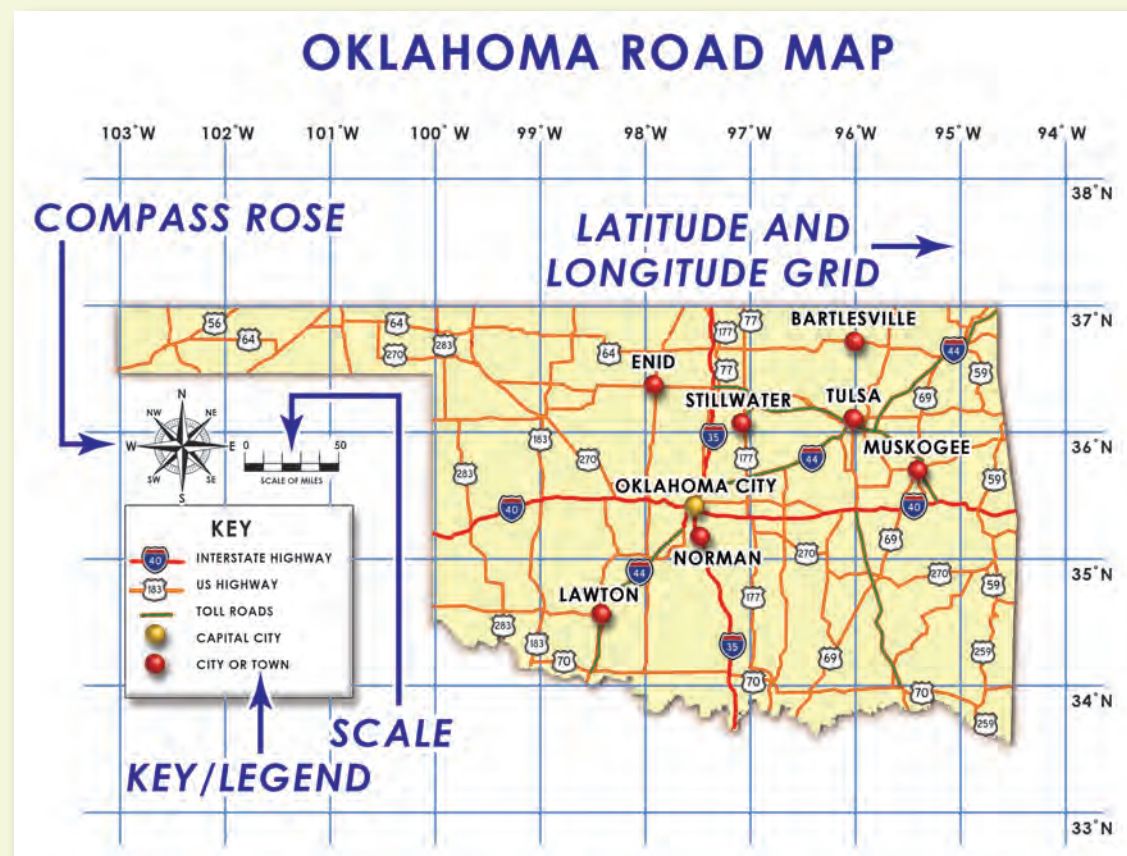 OKLAHOMA ROAD MAP
103°W 102°W 101°W 100°W 99°W 98°W 97°W 96°W 95°W 94°W
38°N
COMPASS ROSE
LATITUDE AND
LONGITUDE GRID
37°N
56 64 64 283 270 64 177 77 77
BARTLESVILLE
44
59
ENID
STILLWATER
TULSA
69
N
NW NE
W E
SW SE
S
0 50
SCALE OF MILES
36°N
183 270 283 35 177 44
MUSKOGEE
59
OKLAHOMA CITY
40 40
69
NORMAN
270
KEY
40 INTERSTATE HIGHWAY
183 US HIGHWAY
TOLL ROADS
CAPITAL CITY
CITY OR TOWN
35°N
44 270 59
LAWTON
177
283 183 70 35 69 259
70 70
34°N
259
SCALE
KEY/LEGEND
33°N